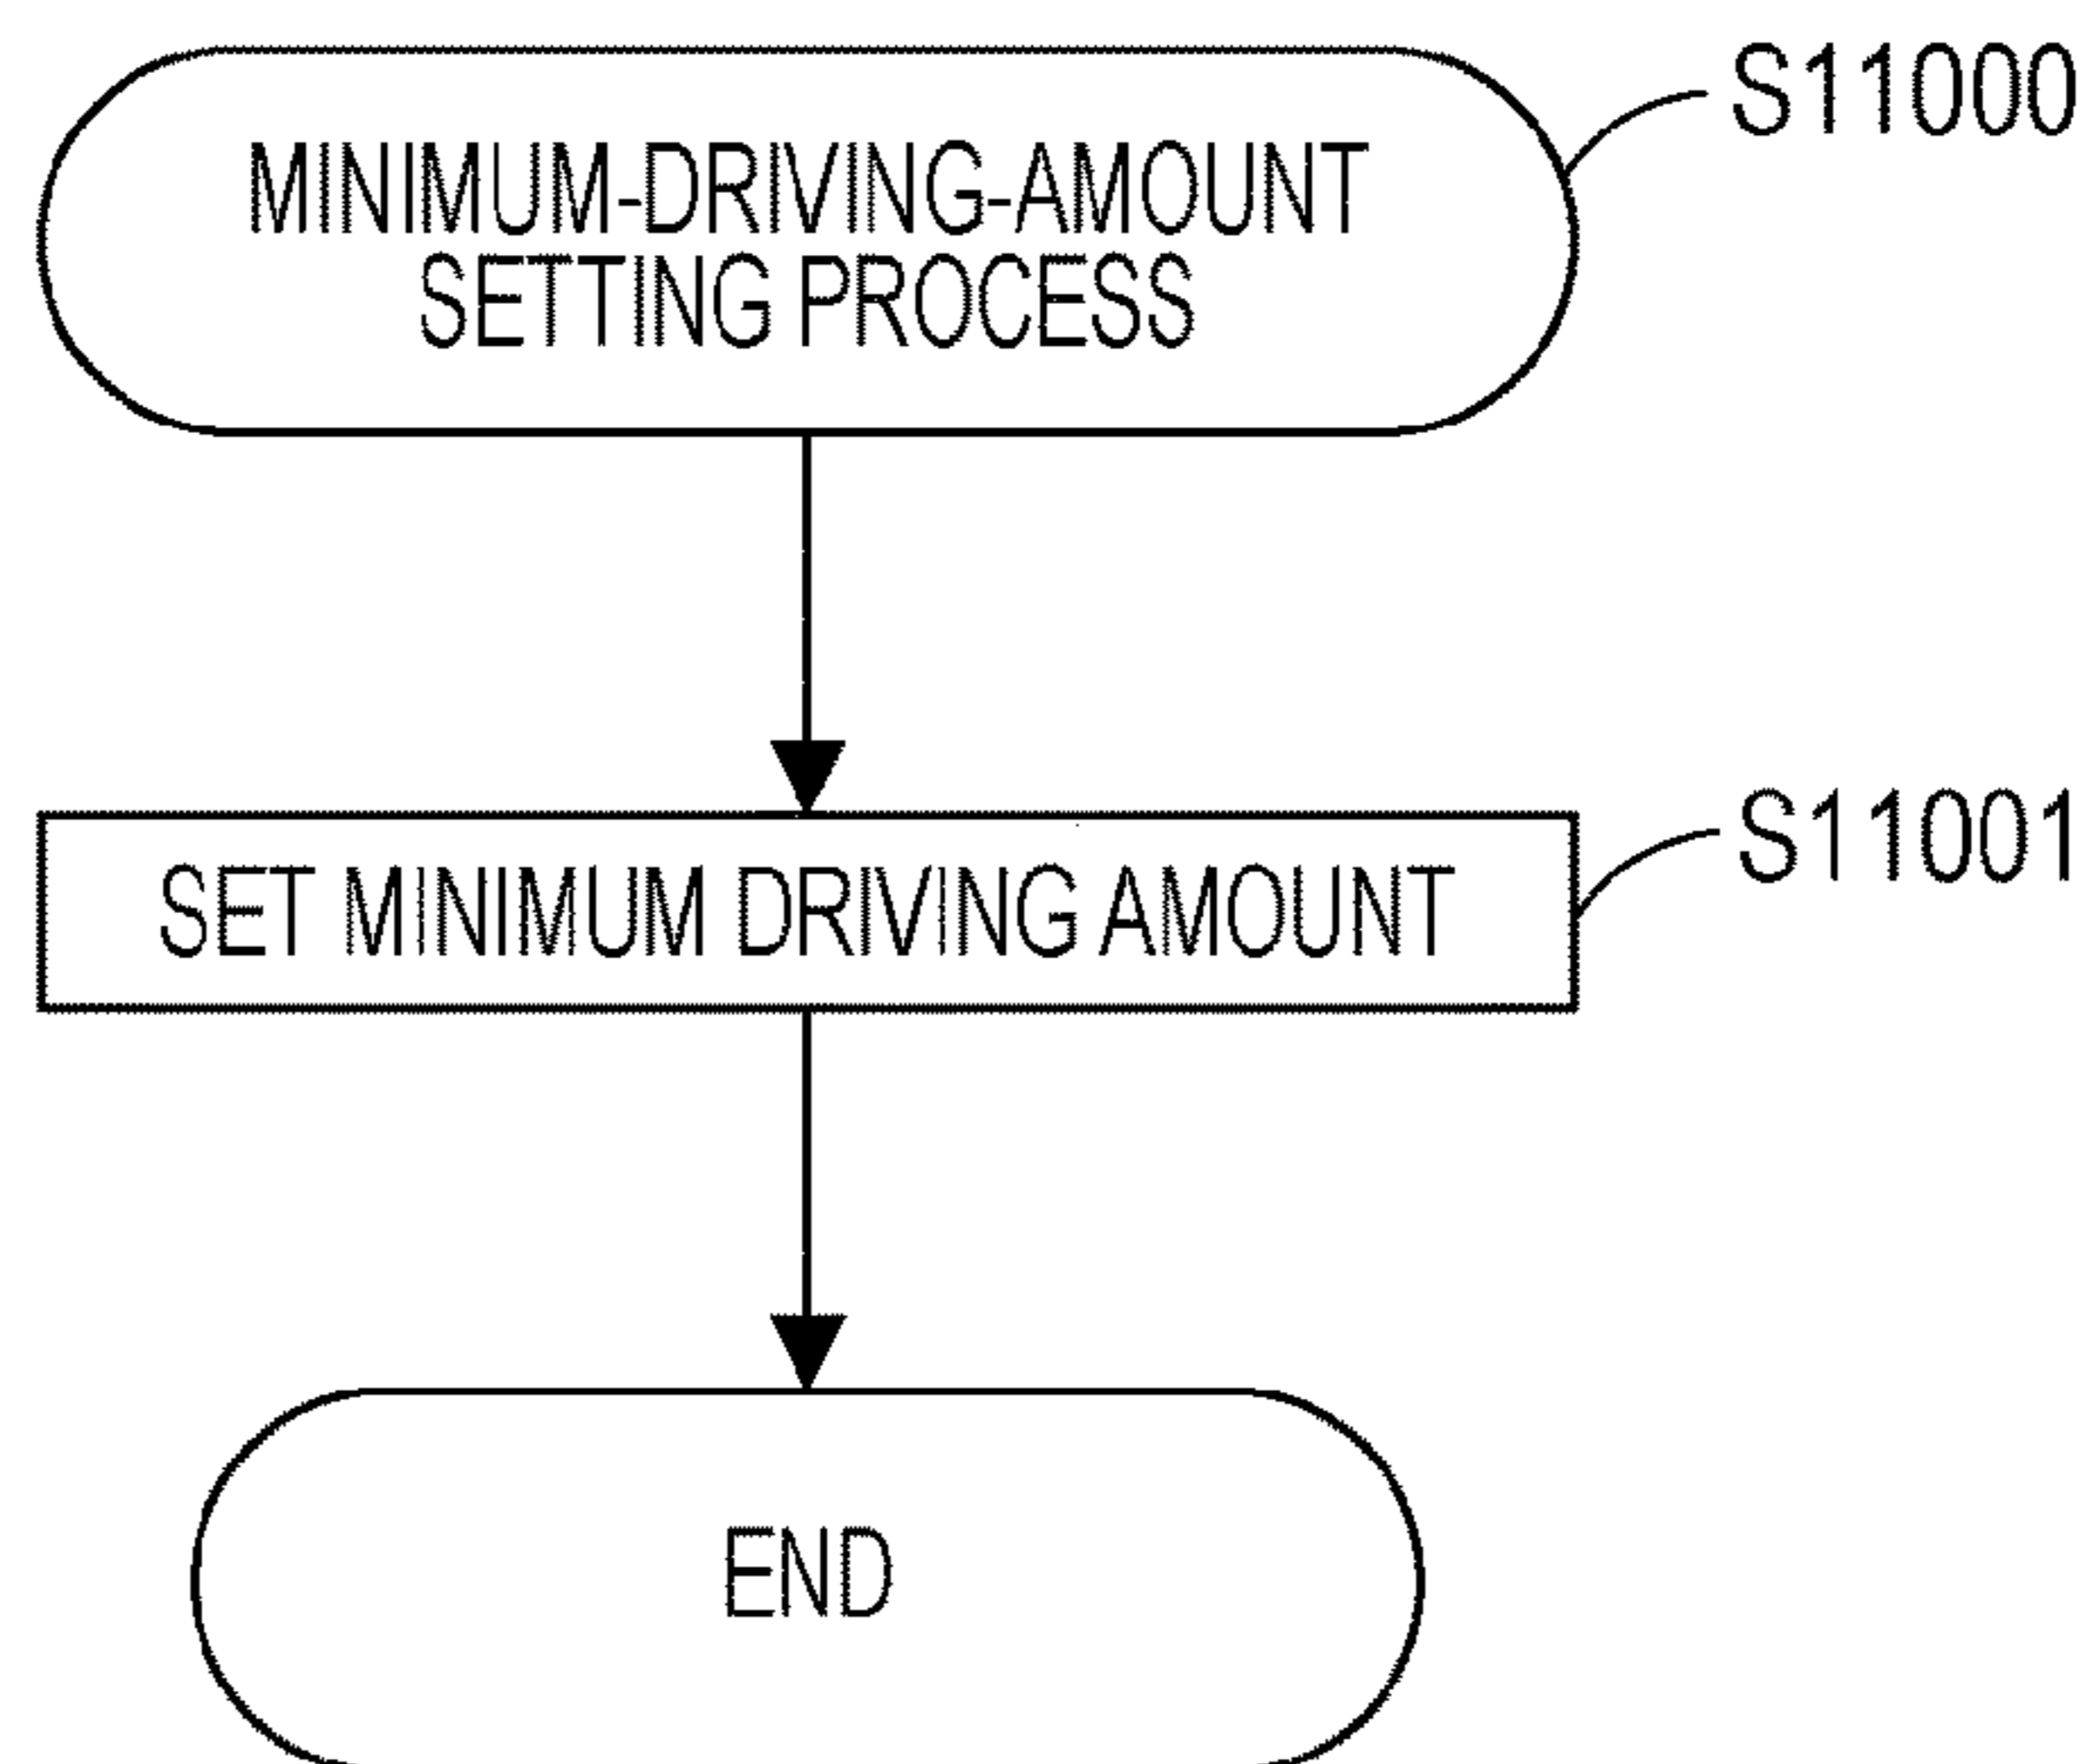 MINIMUM-DRIVING-AMOUNT
SETTING PROCESS
S11000
SET MINIMUM DRIVING AMOUNT
S11001
END